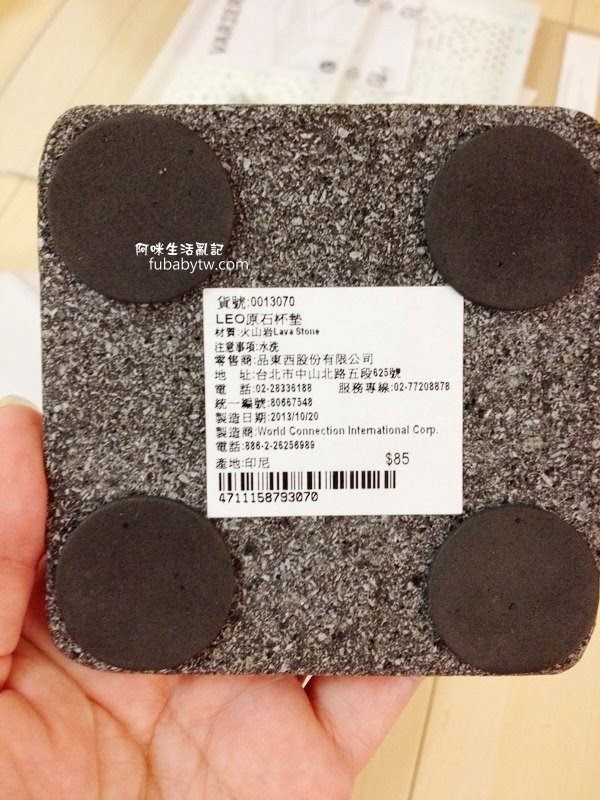 VARIER
阿咪生活亂記
fubabytw.com
貨號:0013070
LEO原石杯墊
材質:火山岩Lava Stone
注意事項:水洗
零售商:品東西股份有限公司
地 址:台北市中山北路五段625號
電 話:02-28336188 服務專線:02-77208878
統一編號:80667548
製造日期:2013/10/20
製造商:World Connection International Corp.
電話:886-2-26256989
產地:印尼 $85
4711158793070